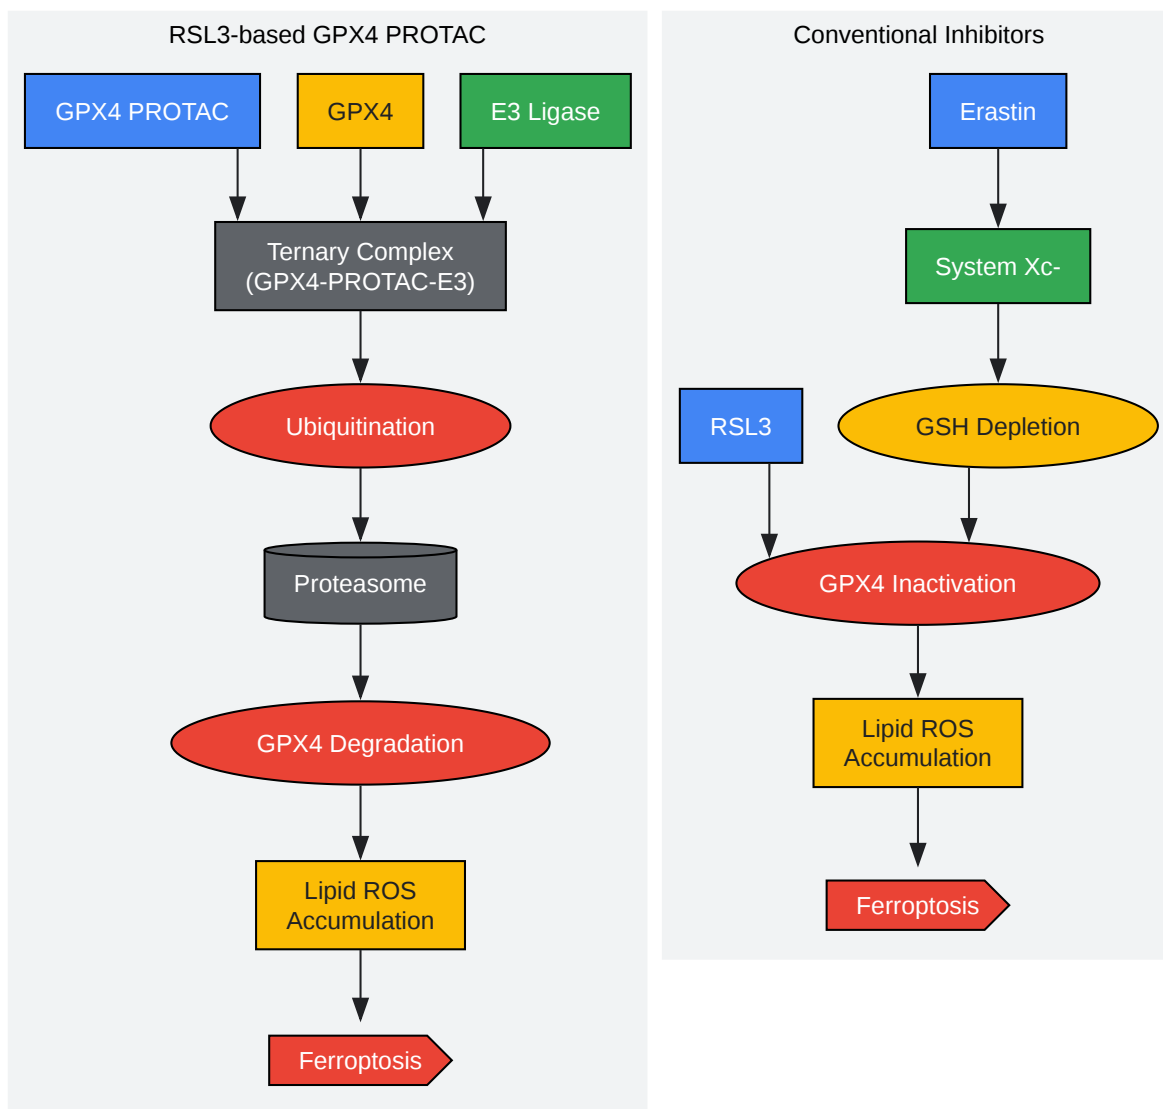 RSL3-based GPX4 PROTAC
GPX4 PROTAC
GPX4
E3 Ligase
Ternary Complex
(GPX4-PROTAC-E3)
Ubiquitination
Proteasome
GPX4 Degradation
Lipid ROS
Accumulation
Ferroptosis
Conventional Inhibitors
Erastin
System Xc-
RSL3
GSH Depletion
GPX4 Inactivation
Lipid ROS
Accumulation
Ferroptosis